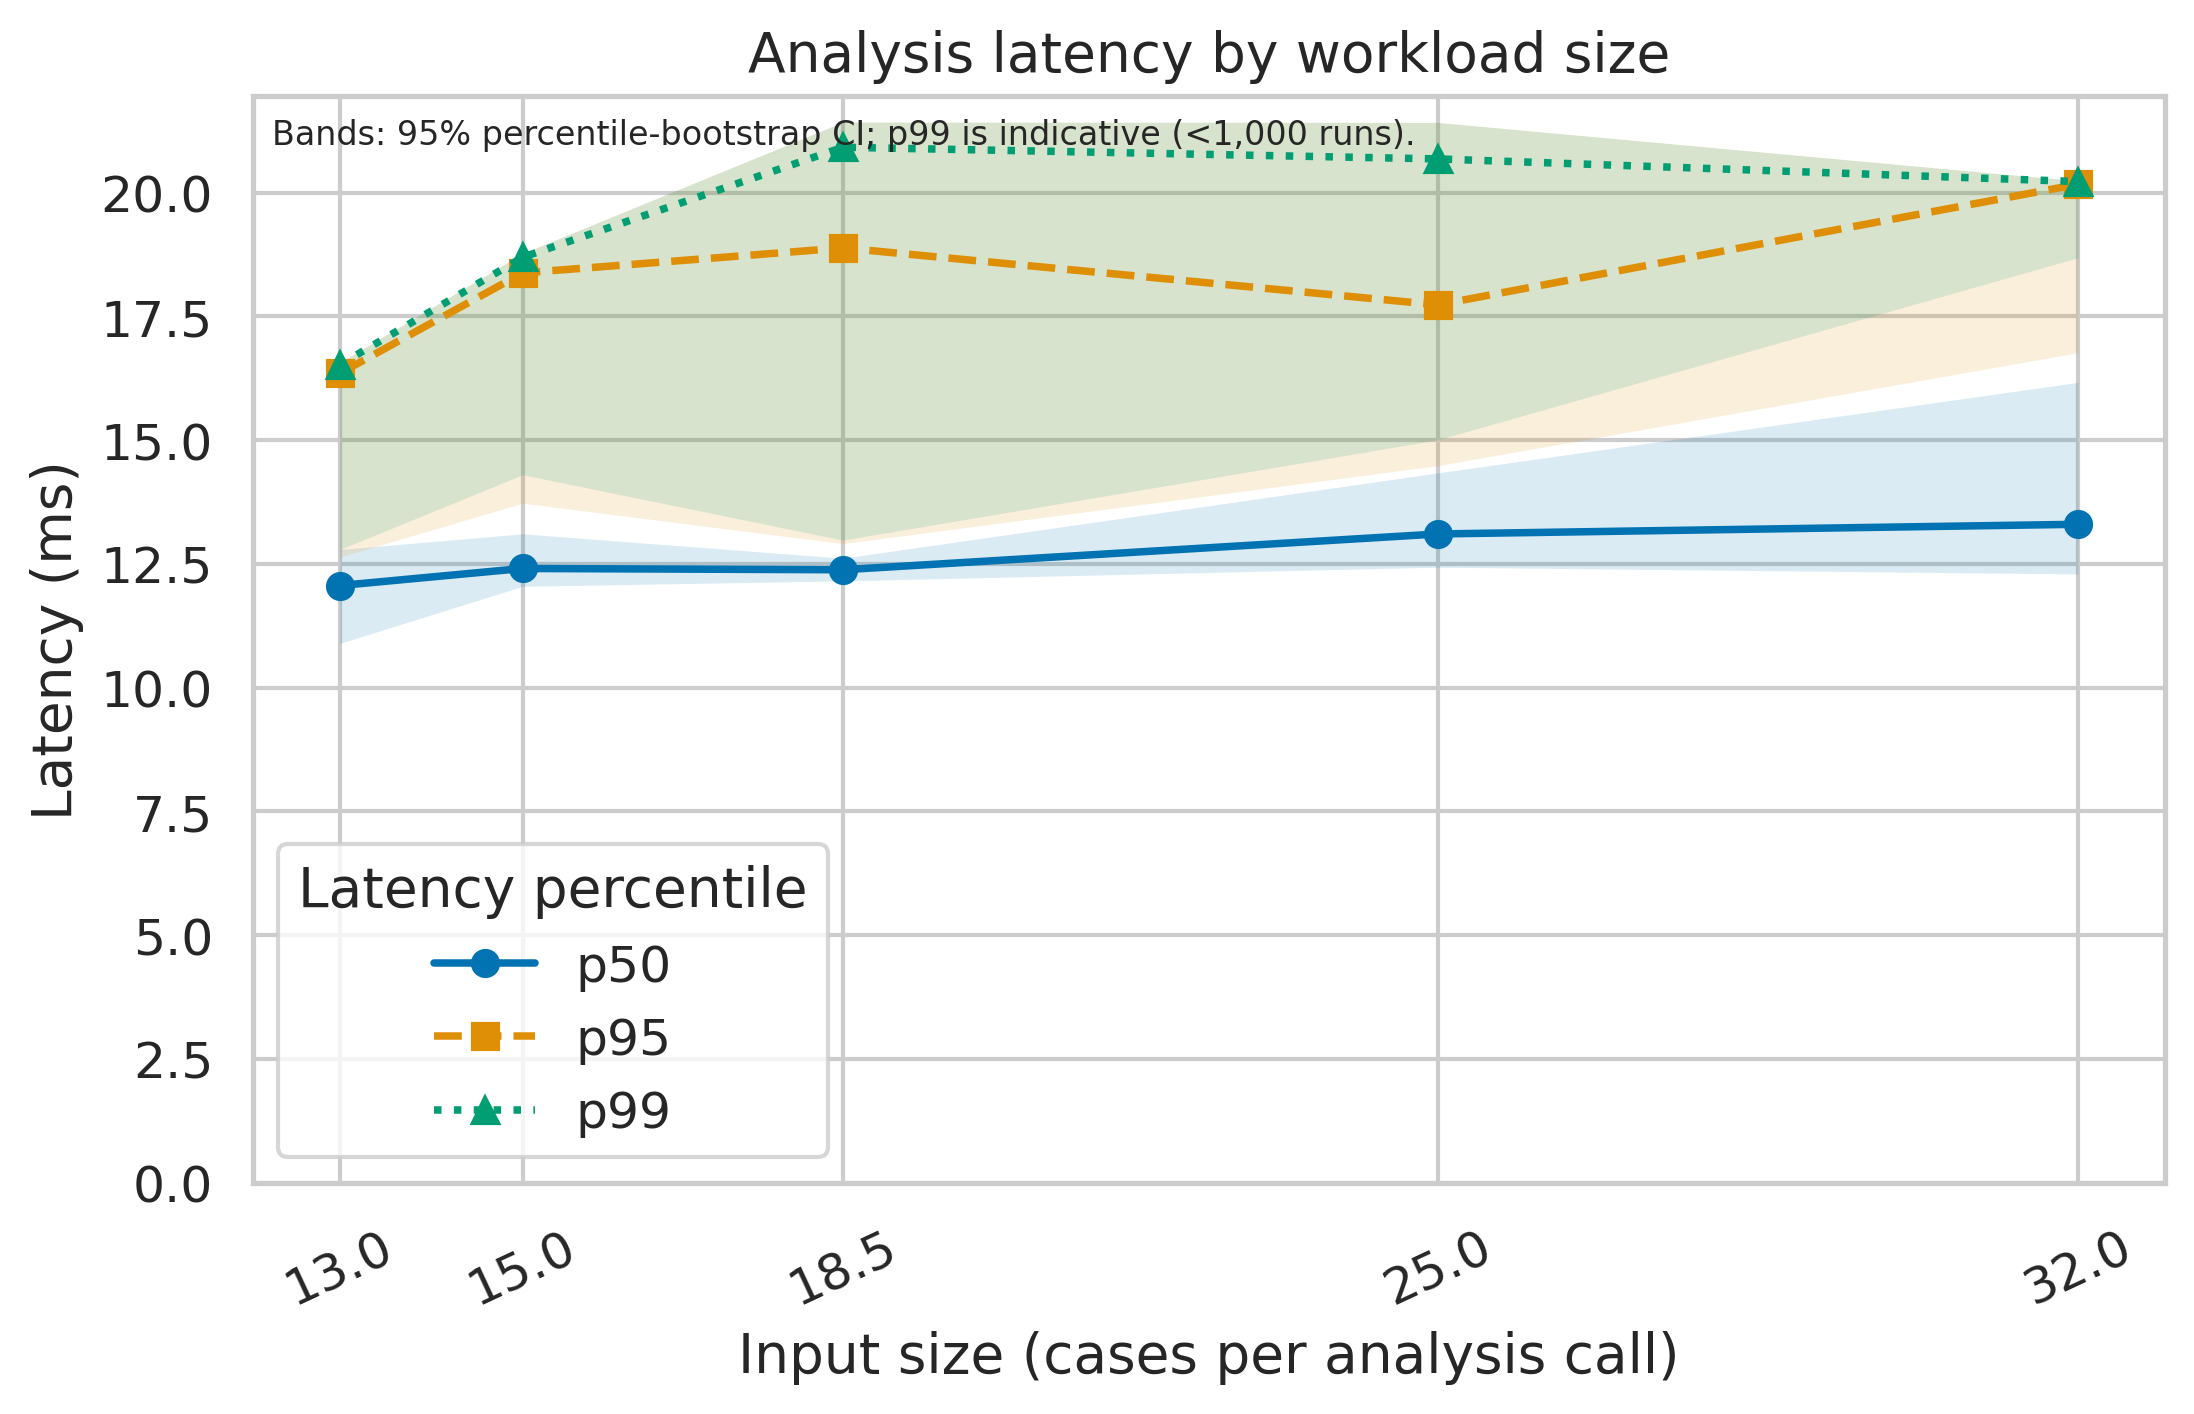 Analysis latency by workload size
Bands: 95% percentile-bootstrap CI; p99 is indicative (<1,000 runs).
Latency (ms)
20.0
17.5
15.0
12.5
10.0
7.5
5.0
2.5
0.0
Latency percentile
p50
p95
p99
13.0
15.0
18.5
25.0
32.0
Input size (cases per analysis call)